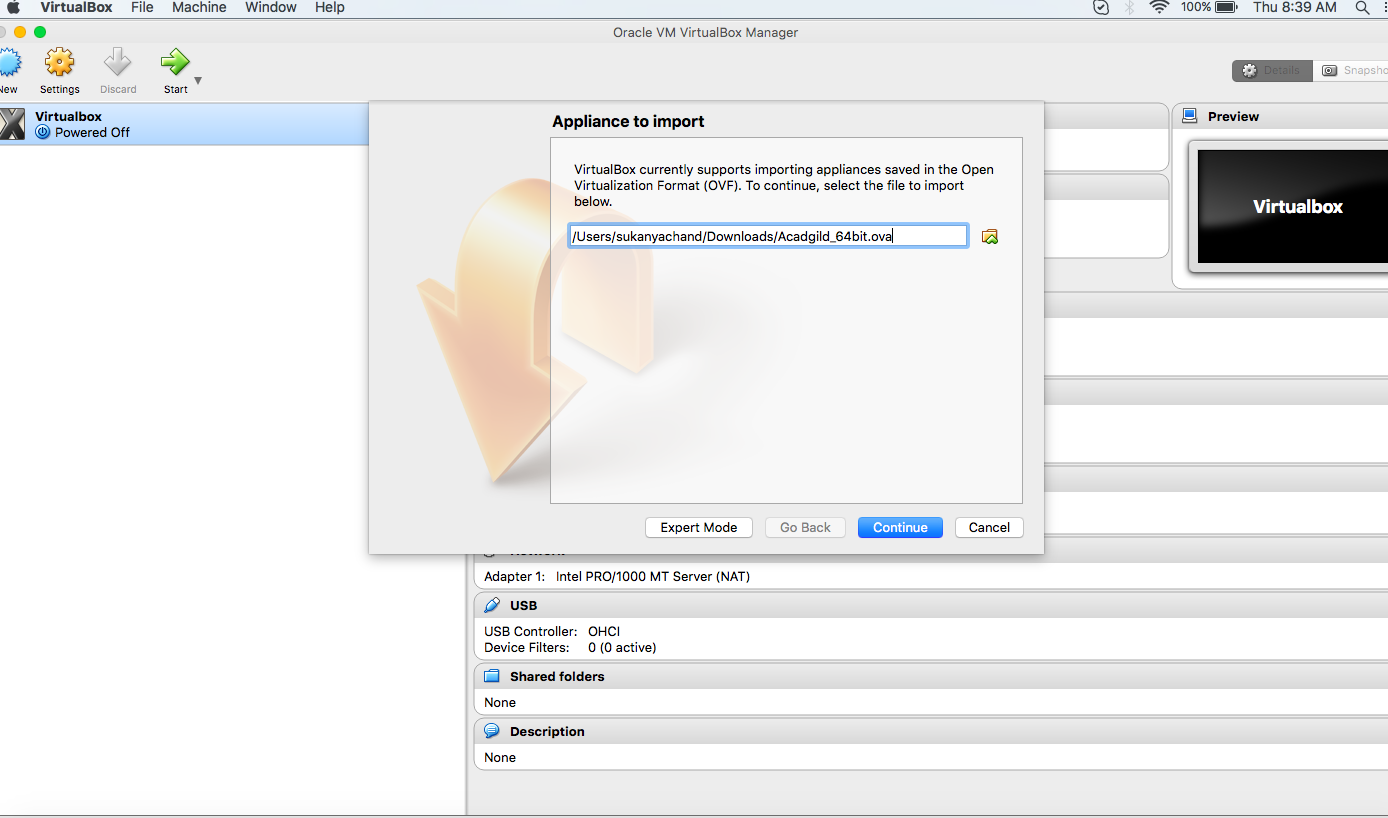 VirtualBox File Machine Window Help 100% Thu 8:39 AM
Oracle VM VirtualBox Manager
New Settings Discard Start Details
Virtualbox
Powered Off
Appliance to import
VirtualBox currently supports importing appliances saved in the Open
Virtualization Format (OVF). To continue, select the file to import
below.
/Users/sukanyachand/Downloads/Acadgild_64bit.ova
Expert Mode Go Back Continue Cancel
Preview
Virtualbox
Adapter 1: Intel PRO/1000 MT Server (NAT)
USB
USB Controller: OHCI
Device Filters: 0 (0 active)
Shared folders
None
Description
None